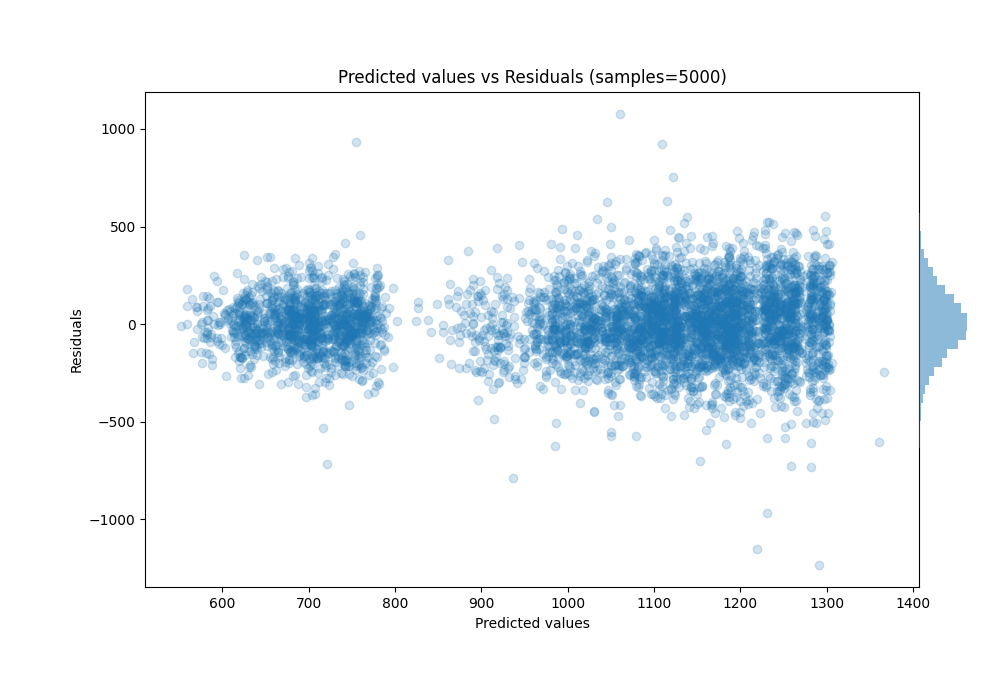 Predicted values vs Residuals (samples=5000)
1000
500
0
−500
−1000
Residuals
600 700 800 900 1000 1100 1200 1300 1400
Predicted values